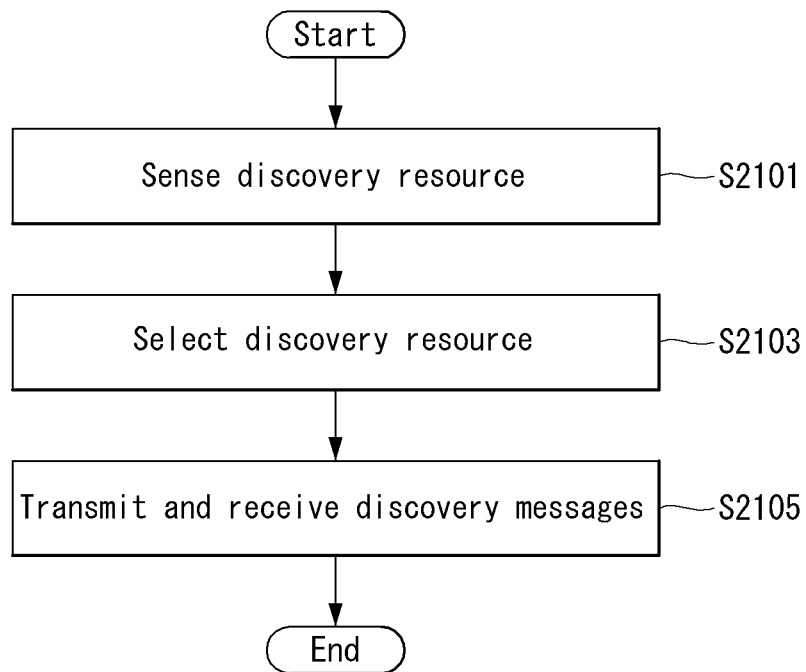 Start
Sense discovery resource
S2101
Select discovery resource
S2103
Transmit and receive discovery messages
S2105
End